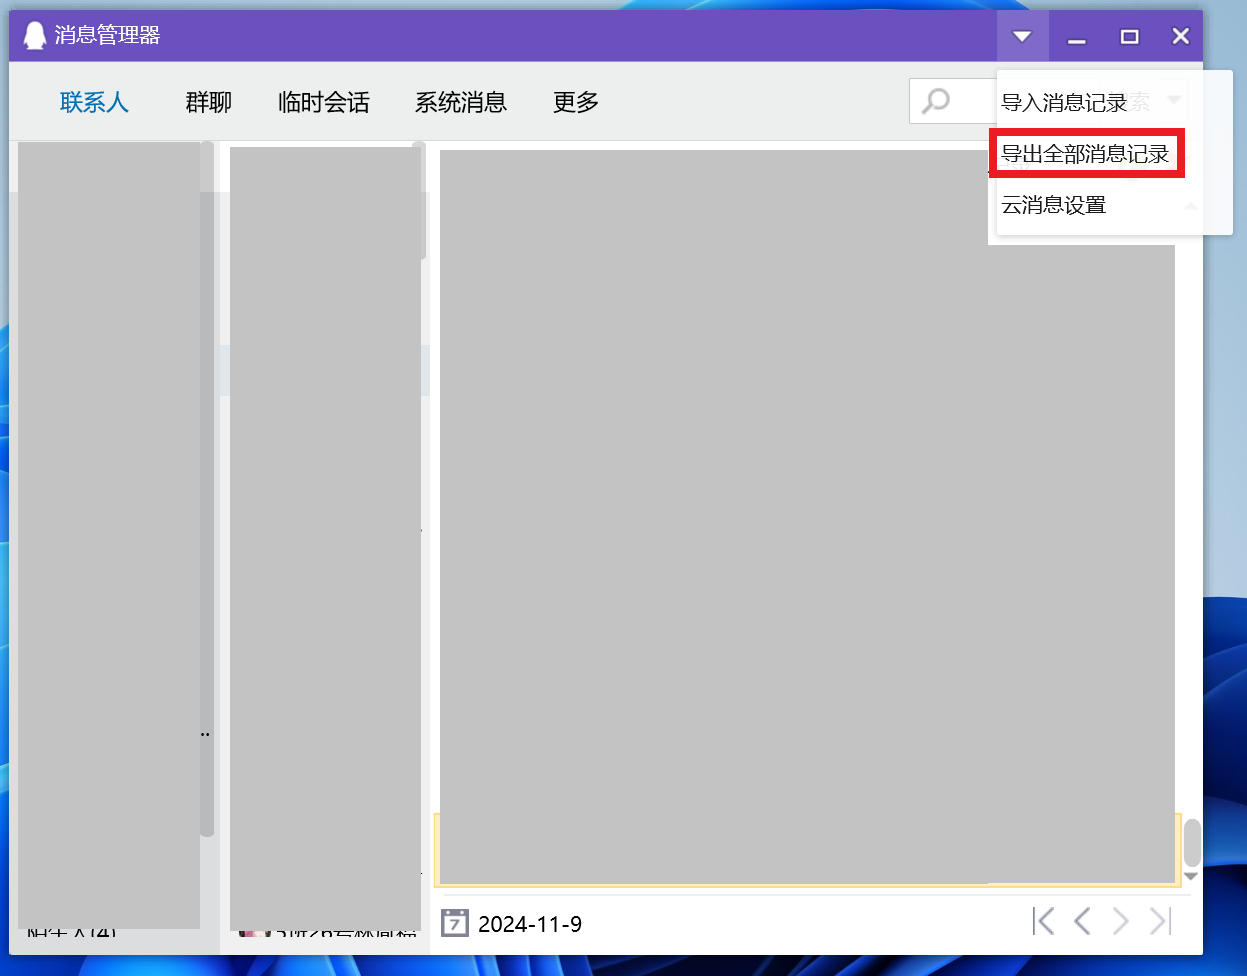 消息管理器
联系人 群聊 临时会话 系统消息 更多
导入消息记录
导出全部消息记录
云消息设置
7 2024-11-9